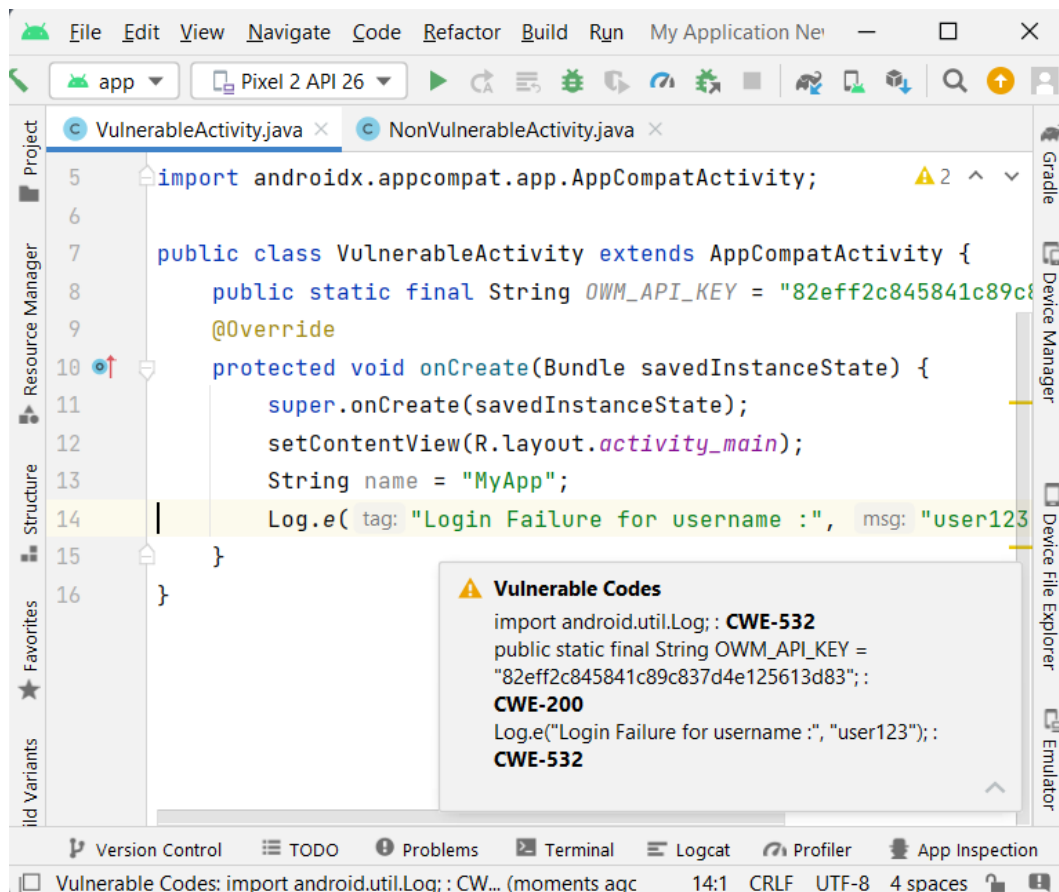 File Edit View Navigate Code Refactor Build Run My Application Ne
app Pixel 2 API 26
VulnerableActivity.java NonVulnerableActivity.java
Project
Resource Manager
Structure
Favorites
ild Variants
5 import androidx.appcompat.app.AppCompatActivity; 2
6
7 public class VulnerableActivity extends AppCompatActivity {
8 public static final String OWM_API_KEY = "82eff2c845841c89c8
9 @Override
10 protected void onCreate(Bundle savedInstanceState) {
11 super.onCreate(savedInstanceState);
12 setContentView(R.layout.activity_main);
13 String name = "MyApp";
14 Log.e( tag: "Login Failure for username :", msg: "user123
15 }
16 }
Vulnerable Codes
import android.util.Log; : CWE-532
public static final String OWM_API_KEY =
"82eff2c845841c89c837d4e125613d83"; :
CWE-200
Log.e("Login Failure for username :", "user123"); :
CWE-532
Gradle
Device Manager
Device File Explorer
Emulator
Version Control TODO Problems Terminal Logcat Profiler App Inspection
Vulnerable Codes: import android.util.Log; : CW... (moments agc 14:1 CRLF UTF-8 4 spaces